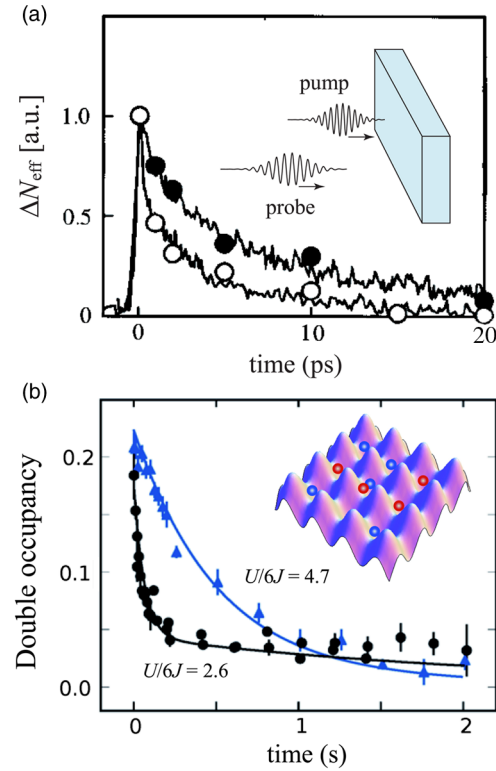 (a)
ΔN_eff [a.u.]
1.0
0.5
0
pump
probe
0
10
20
time (ps)
(b)
Double occupancy
0.2
0.1
0.0
U/6J = 4.7
U/6J = 2.6
0
1
2
time (s)